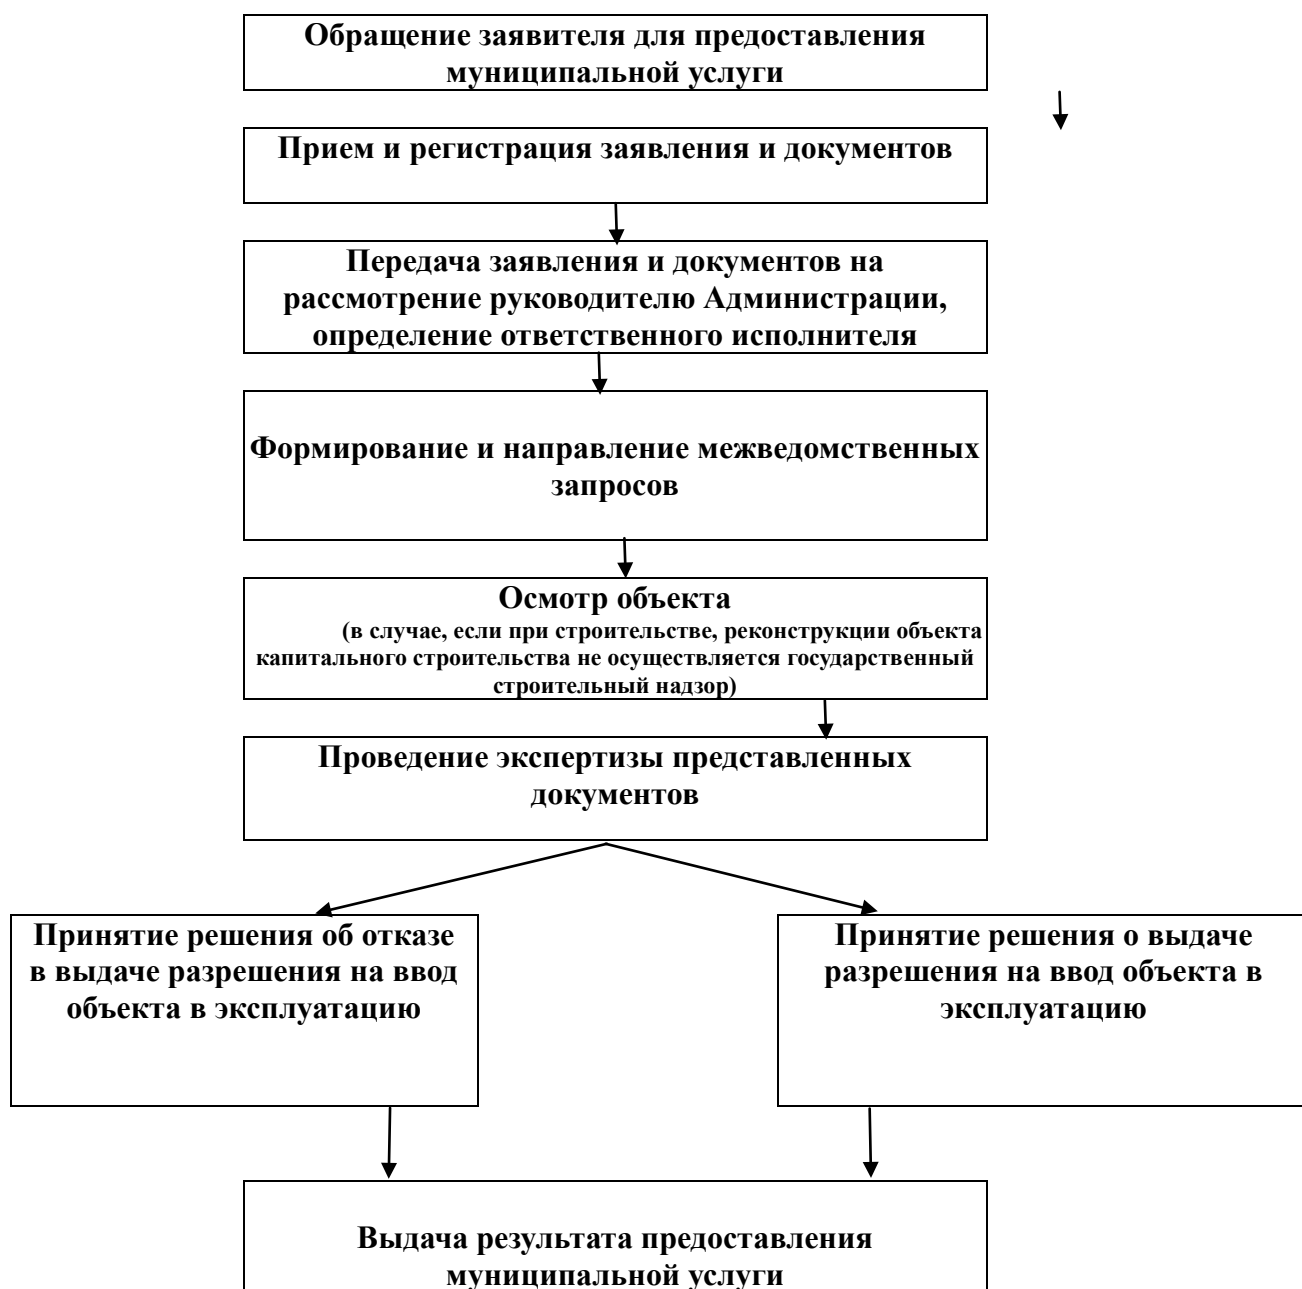 Обращение заявителя для предоставления
муниципальной услуги
Прием и регистрация заявления и документов
Передача заявления и документов на
рассмотрение руководителю Администрации,
определение ответственного исполнителя
Формирование и направление межведомственных
запросов
Осмотр объекта
(в случае, если при строительстве, реконструкции объекта
капитального строительства не осуществляется государственный
строительный надзор)
Проведение экспертизы представленных
документов
Принятие решения об отказе
в выдаче разрешения на ввод
объекта в эксплуатацию
Принятие решения о выдаче
разрешения на ввод объекта в
эксплуатацию
Выдача результата предоставления
муниципальной услуги